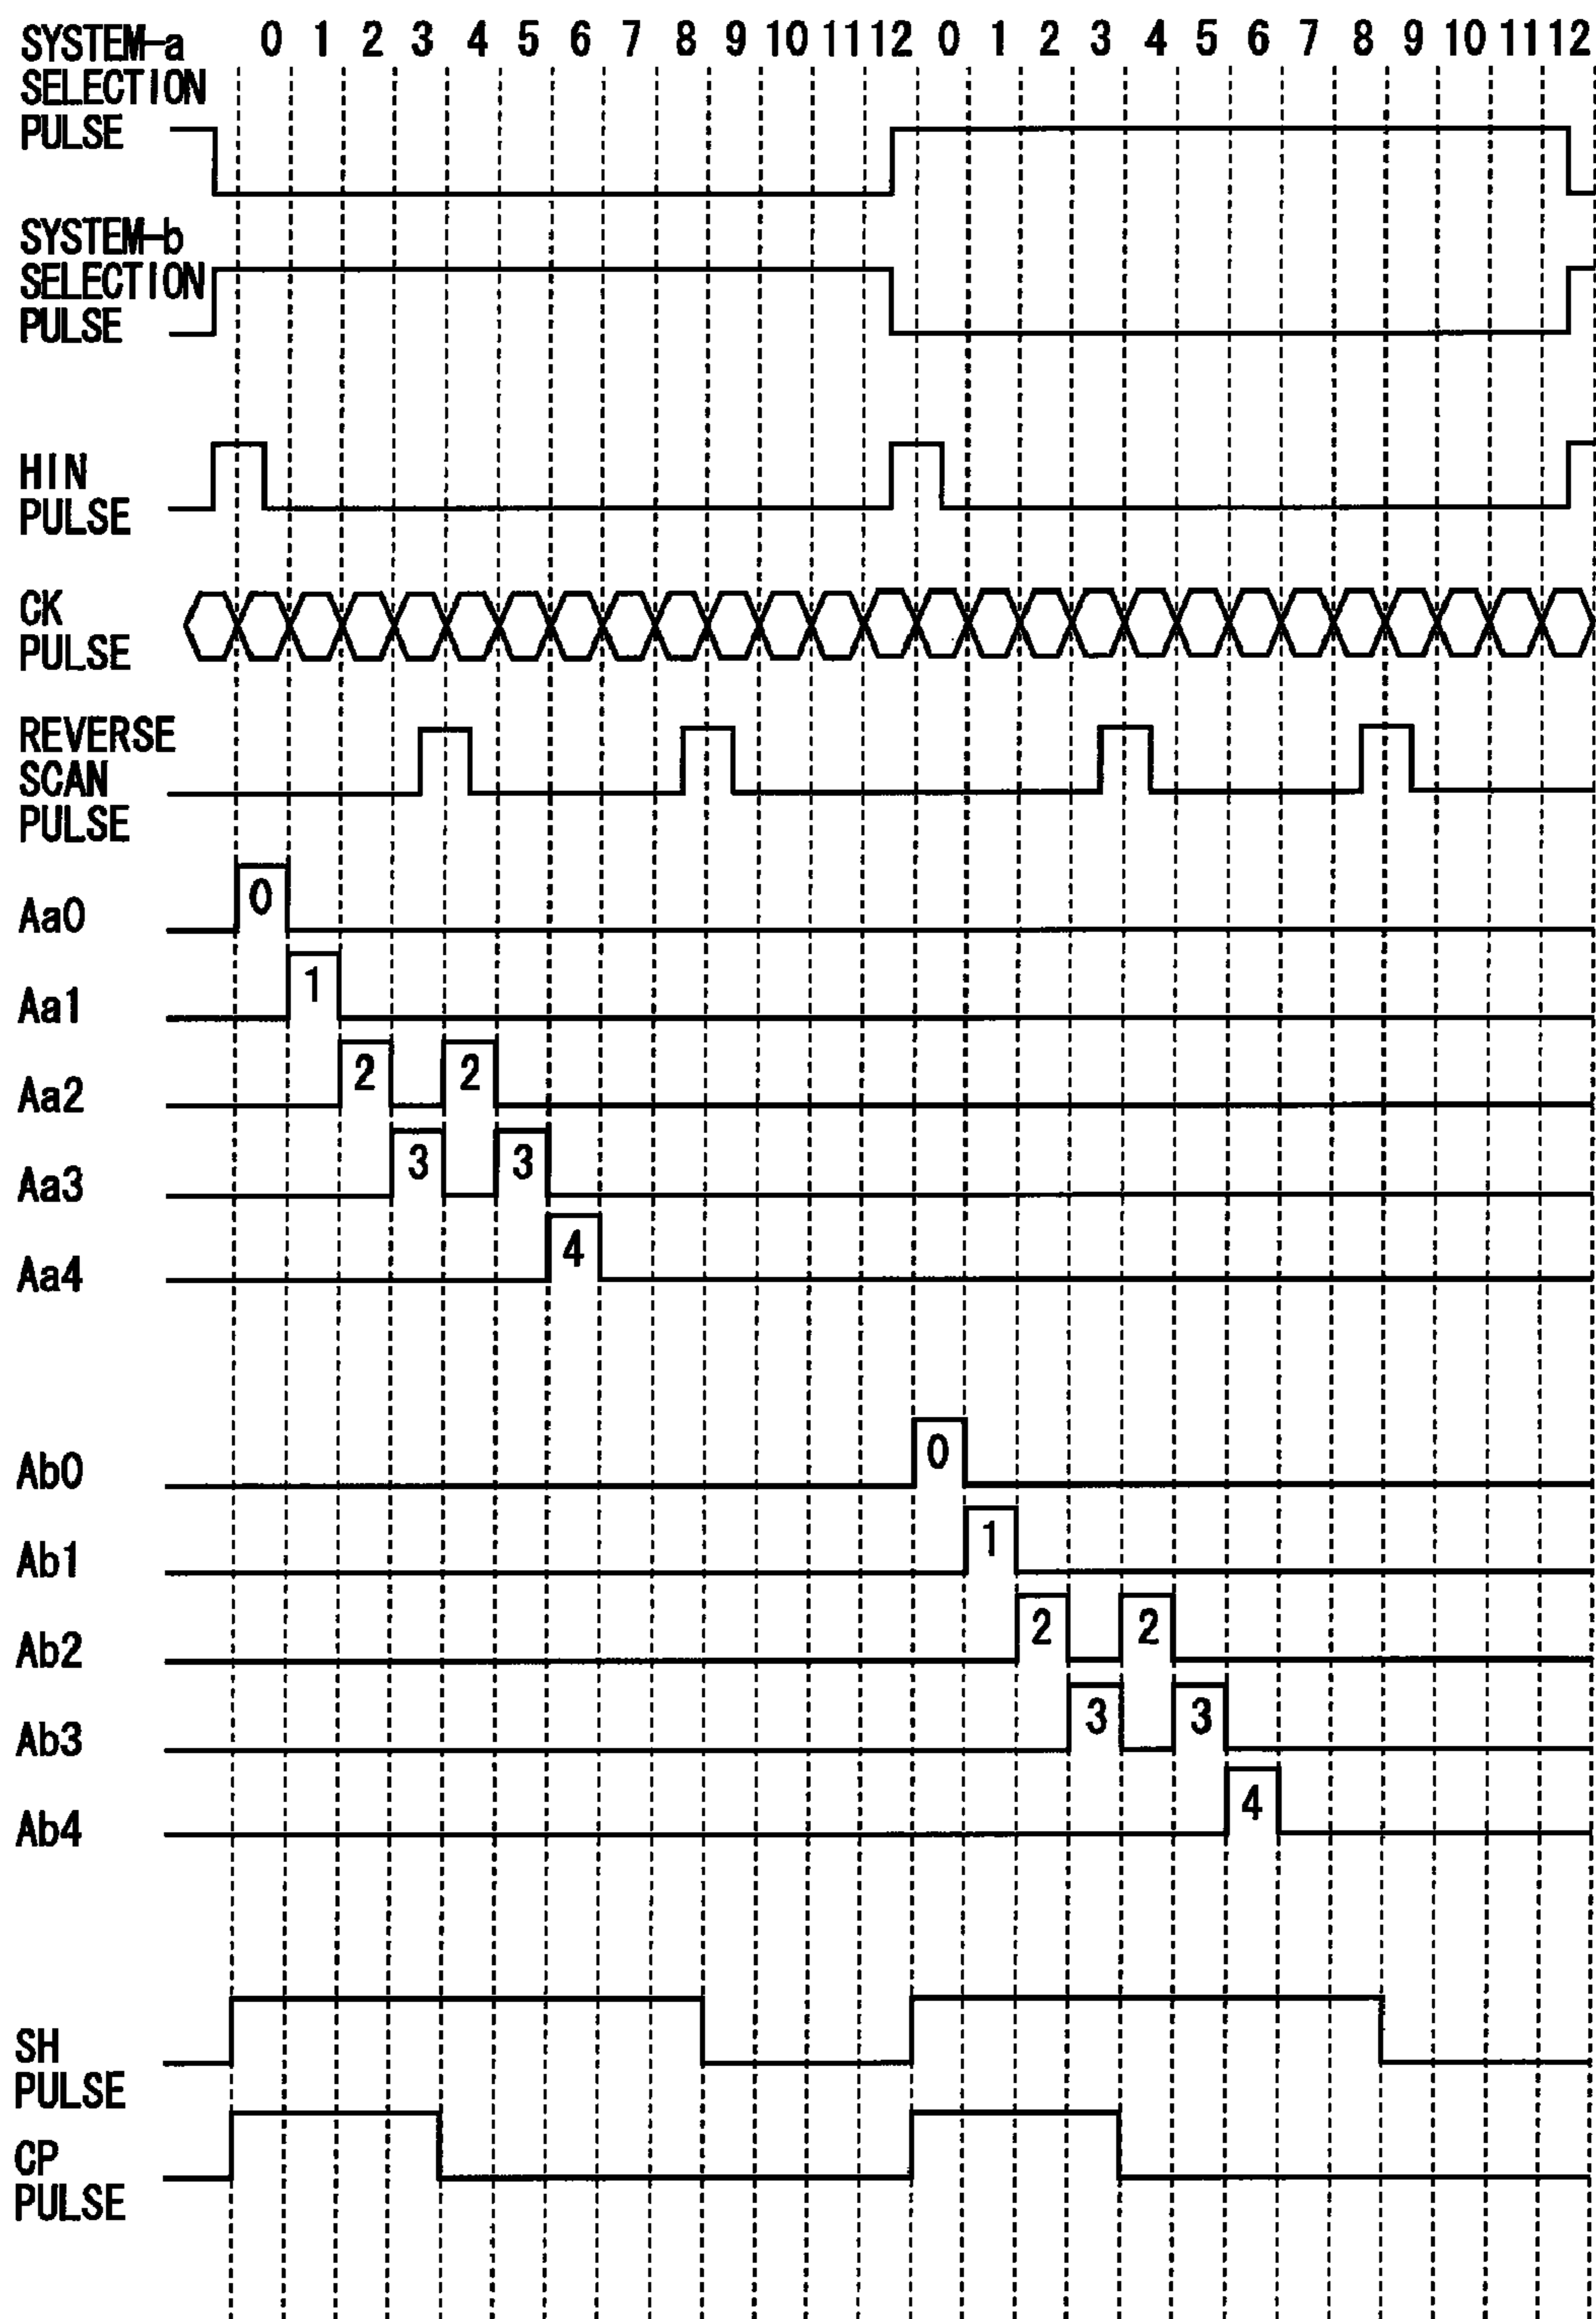 SYSTEM-a 0 1 2 3 4 5 6 7 8 9 10 11 12 0 1 2 3 4 5 6 7 8 9 10 11 12
SELECTION
PULSE
SYSTEM-b
SELECTION
PULSE
HIN
PULSE
CK
PULSE
REVERSE
SCAN
PULSE
Aa0 0
Aa1 1
Aa2 2 2
Aa3 3 3
Aa4 4
Ab0 0
Ab1 1
Ab2 2 2
Ab3 3 3
Ab4 4
SH
PULSE
CP
PULSE